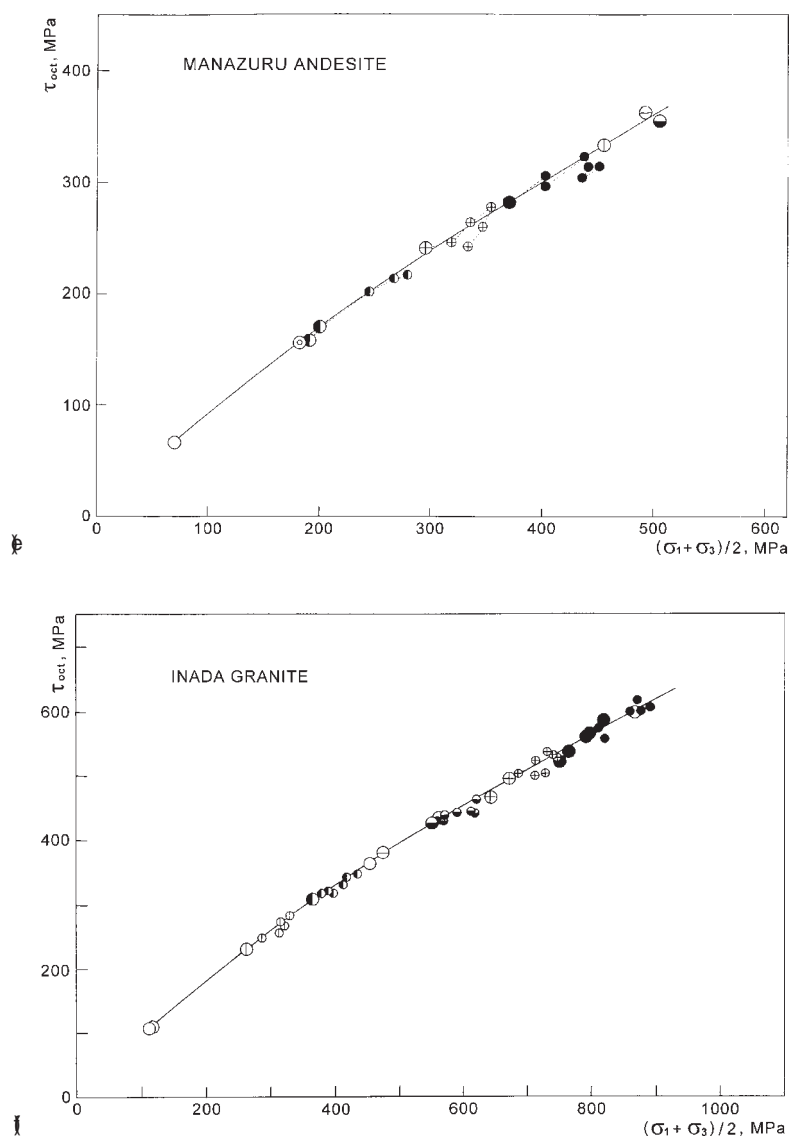 τoct, MPa
MANAZURU ANDESITE
400
300
200
100
0
0 100 200 300 400 500 600
(σ₁+σ₃)/2, MPa
τoct, MPa
INADA GRANITE
600
400
200
0
0 200 400 600 800 1000
(σ₁+σ₃)/2, MPa